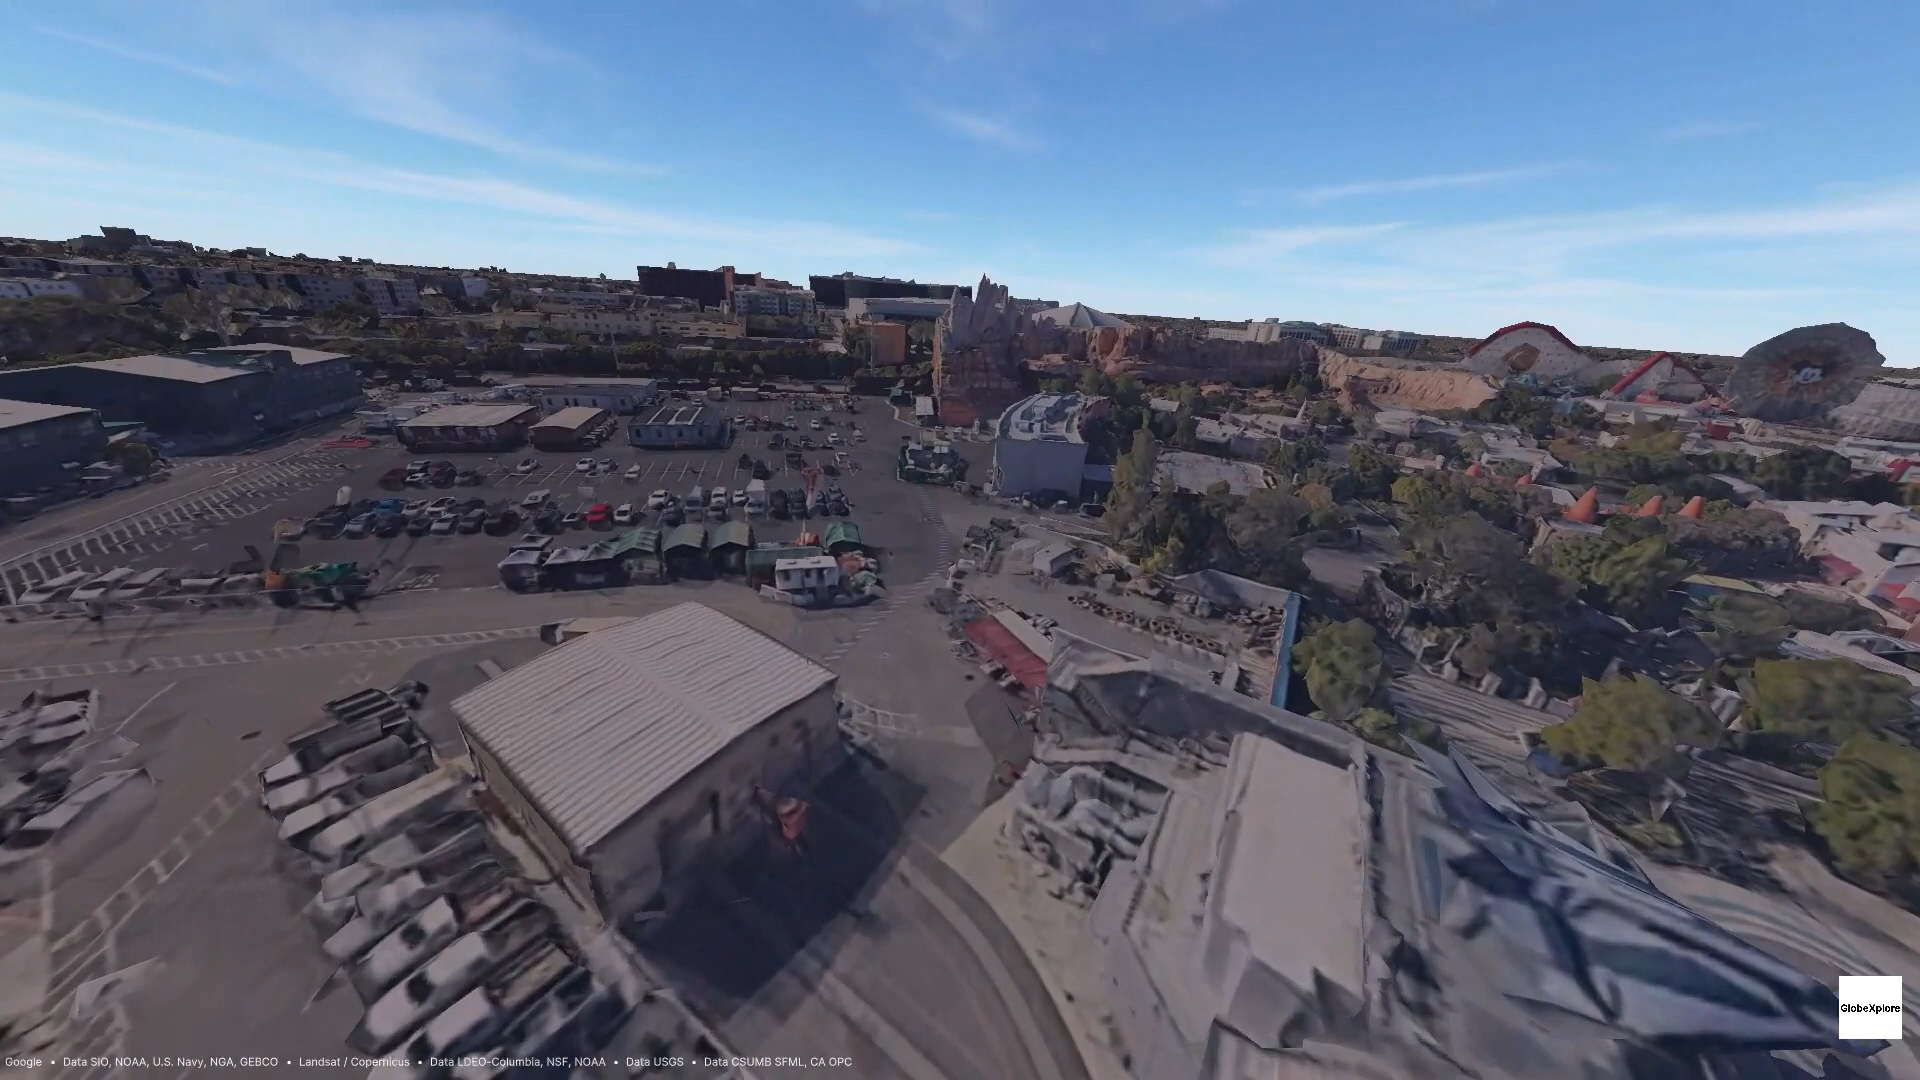 GlobeXplore
Google • Data SIO, NOAA, U.S. Navy, NGA, GEBCO • Landsat / Copernicus • Data LDEO-Columbia, NSF, NOAA • Data USGS • Data CSUMB SFML, CA OPC